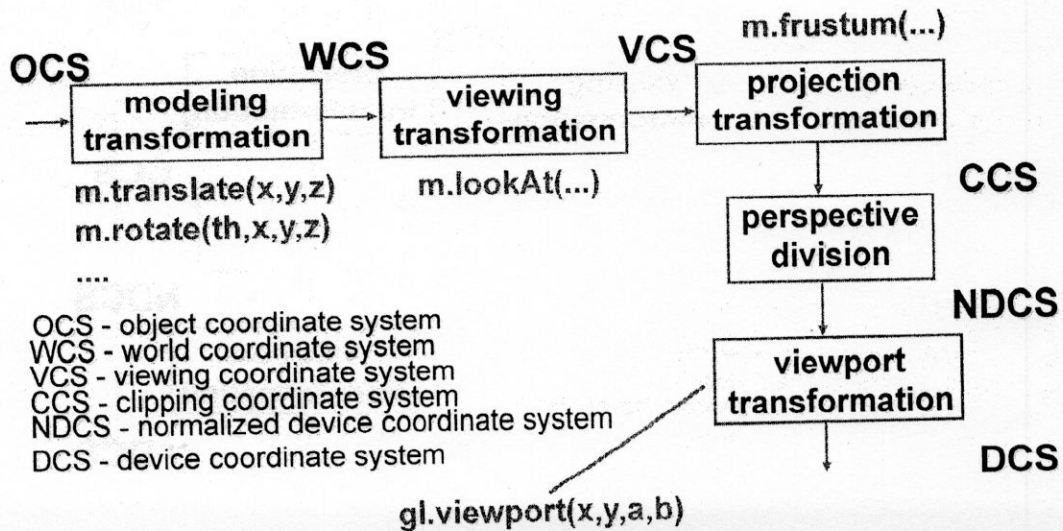 OCS
WCS
VCS
m.frustum(...)
modeling
transformation
viewing
transformation
projection
transformation
m.translate(x,y,z)
m.rotate(th,x,y,z)
....
m.lookAt(...)
CCS
perspective
division
NDCS
OCS - object coordinate system
WCS - world coordinate system
VCS - viewing coordinate system
CCS - clipping coordinate system
NDCS - normalized device coordinate system
DCS - device coordinate system
viewport
transformation
DCS
gl.viewport(x,y,a,b)